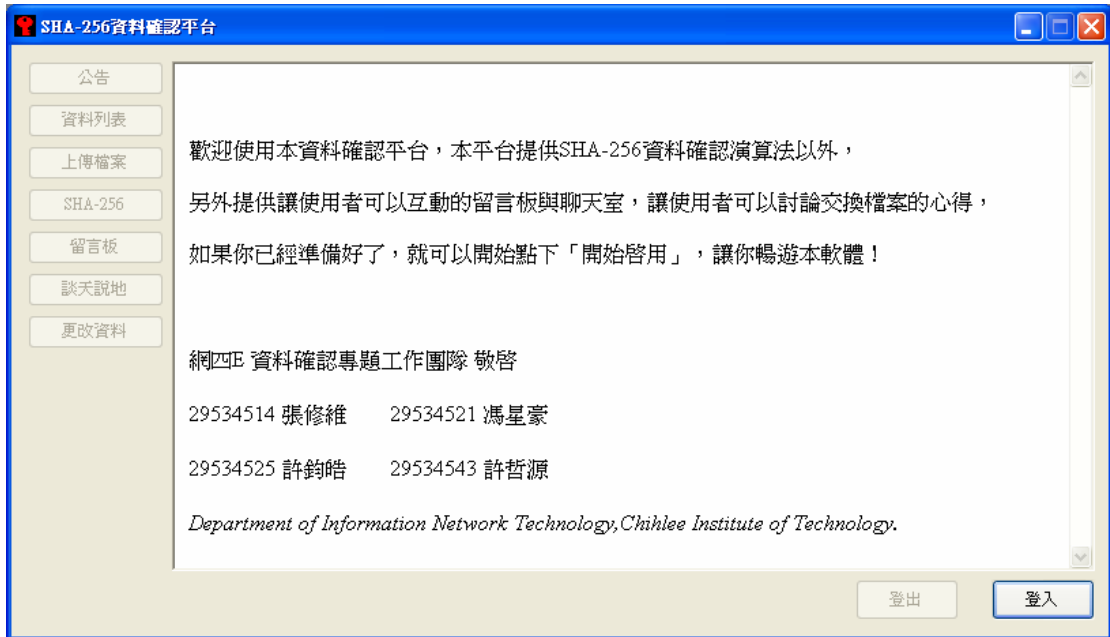 SHA-256資料確認平台
公告
資料列表
上傳檔案
SHA-256
留言板
談天說地
更改資料
歡迎使用本資料確認平台，本平台提供SHA-256資料確認演算法以外，
另外提供讓使用者可以互動的留言板與聊天室，讓使用者可以討論交換檔案的心得，
如果你已經準備好了，就可以開始點下「開始啓用」，讓你暢遊本軟體！
網四E 資料確認專題工作團隊 敬啓
29534514 張修維 29534521 馮星豪
29534525 許鈞皓 29534543 許哲源
Department of Information Network Technology,Chihlee Institute of Technology.
登出 登入